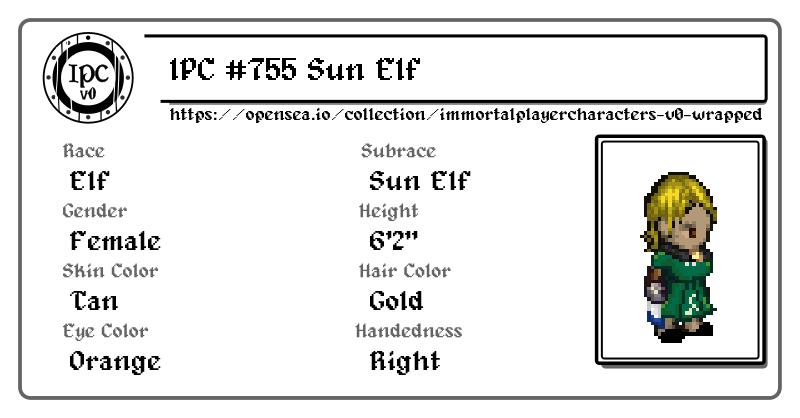 IPC
v0
IPC #755 Sun Elf
https://opensea.io/collection/immortalplayercharacters-v0-wrapped
Race Subrace
Elf Sun Elf
Gender Height
Female 6'2"
Skin Color Hair Color
Tan Gold
Eye Color Handedness
Orange Right